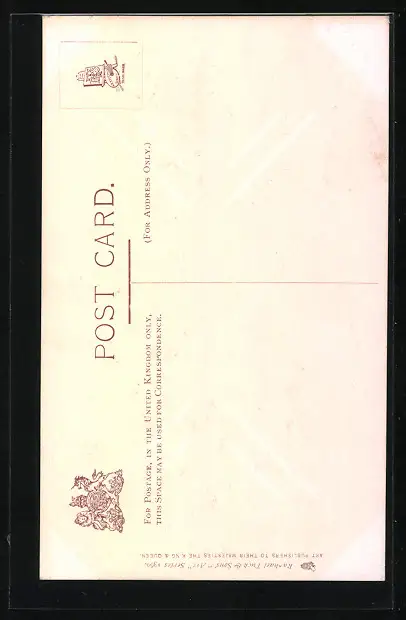 POST CARD.
(FOR ADDRESS ONLY.)
FOR POSTAGE, IN THE UNITED KINGDOM ONLY,
THIS SPACE MAY BE USED FOR CORRESPONDENCE.
Raphael Tuck & Sons' "Art" Series
ART PUBLISHERS TO THEIR MAJESTIES THE KING & QUEEN.